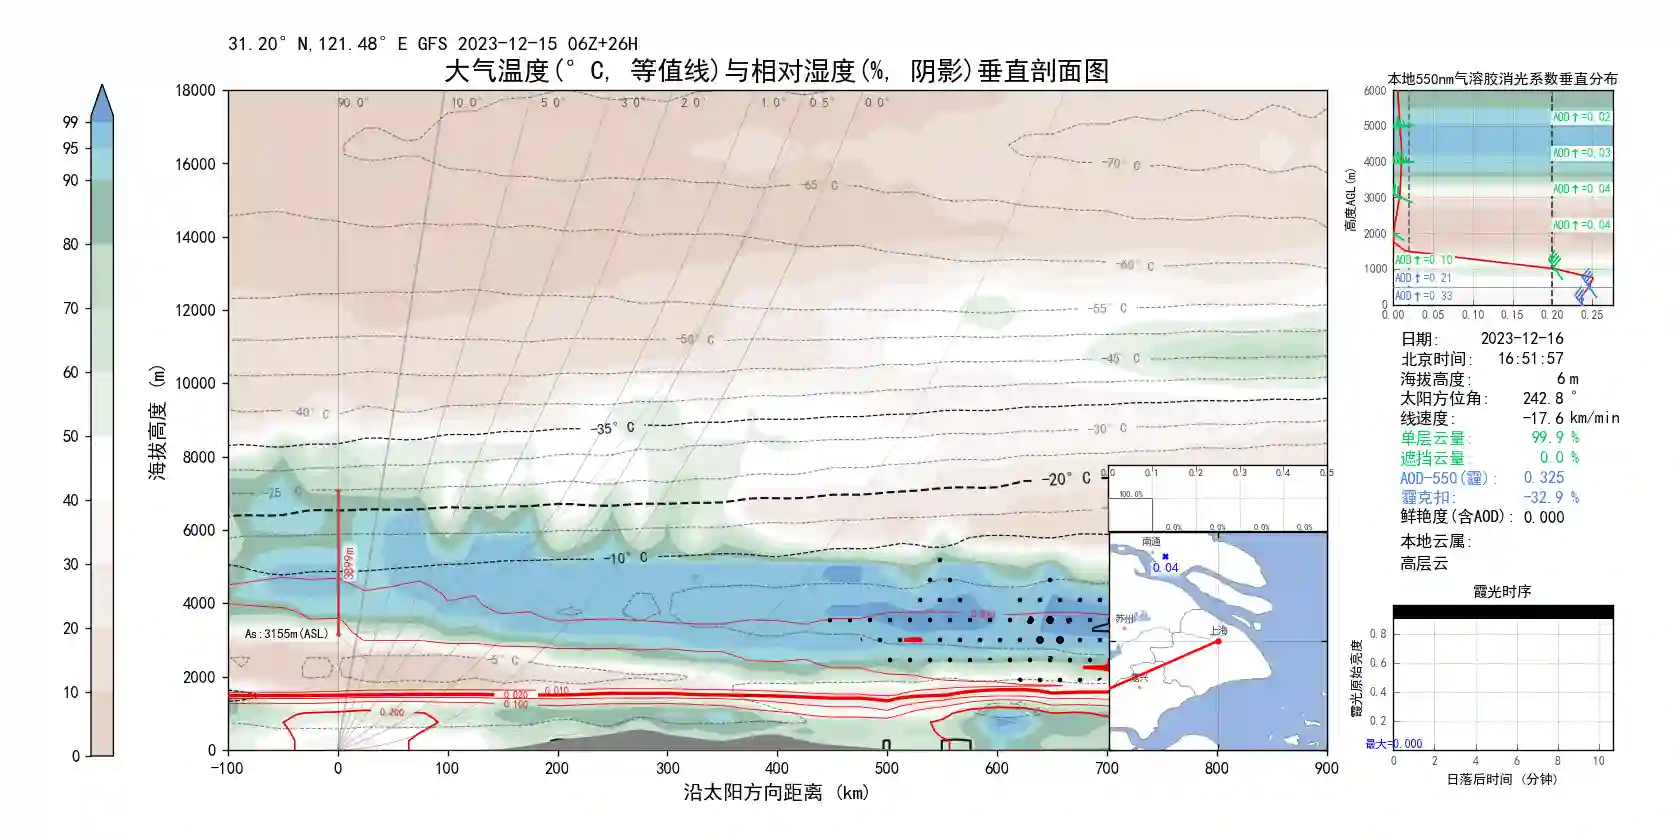 31.20° N,121.48° E GFS 2023-12-15 06Z+26H
大气温度(° C, 等值线)与相对湿度(%, 阴影)垂直剖面图
18000
16000
14000
12000
10000
8000
6000
4000
2000
0
海拔高度 (m)
-100 0 100 200 300 400 500 600 700 800 900
沿太阳方向距离 (km)
99
95
90
80
70
60
50
40
30
20
10
0
90.0° 10.0° 5.0° 3.0° 2.0° 1.0° 0.5° 0.0°
-70° C
-65° C
-60° C
-55° C
-50° C
-45° C
-40° C
-35° C
-30° C
-25 C
-20° C
-10° C
-5° C
3899m
As:3155m(ASL)
0.020
0.010
0.100
0.200
0.0 0.1 0.2 0.3 0.4 0.5
100.0%
0.0% 0.0% 0.0% 0.0%
南通
0.04
苏州
上海
本地550nm气溶胶消光系数垂直分布
6000
5000
4000
3000
2000
1000
0
高度AGL(m)
AOD↑=0.02
AOD↑=0.03
AOD↑=0.04
AOD↑=0.04
AOD↑=0.10
AOD↑=0.21
AOD↑=0.33
0.00 0.05 0.10 0.15 0.20 0.25
日期: 2023-12-16
北京时间: 16:51:57
海拔高度: 6 m
太阳方位角: 242.8 °
线速度: -17.6 km/min
单层云量: 99.9 %
遮挡云量: 0.0 %
AOD-550(霾): 0.325
霾克扣: -32.9 %
鲜艳度(含AOD): 0.000
本地云属:
高层云
霞光时序
0.8
0.6
0.4
0.2
霞光原始亮度
最大=0.000
0 2 4 6 8 10
日落后时间 (分钟)